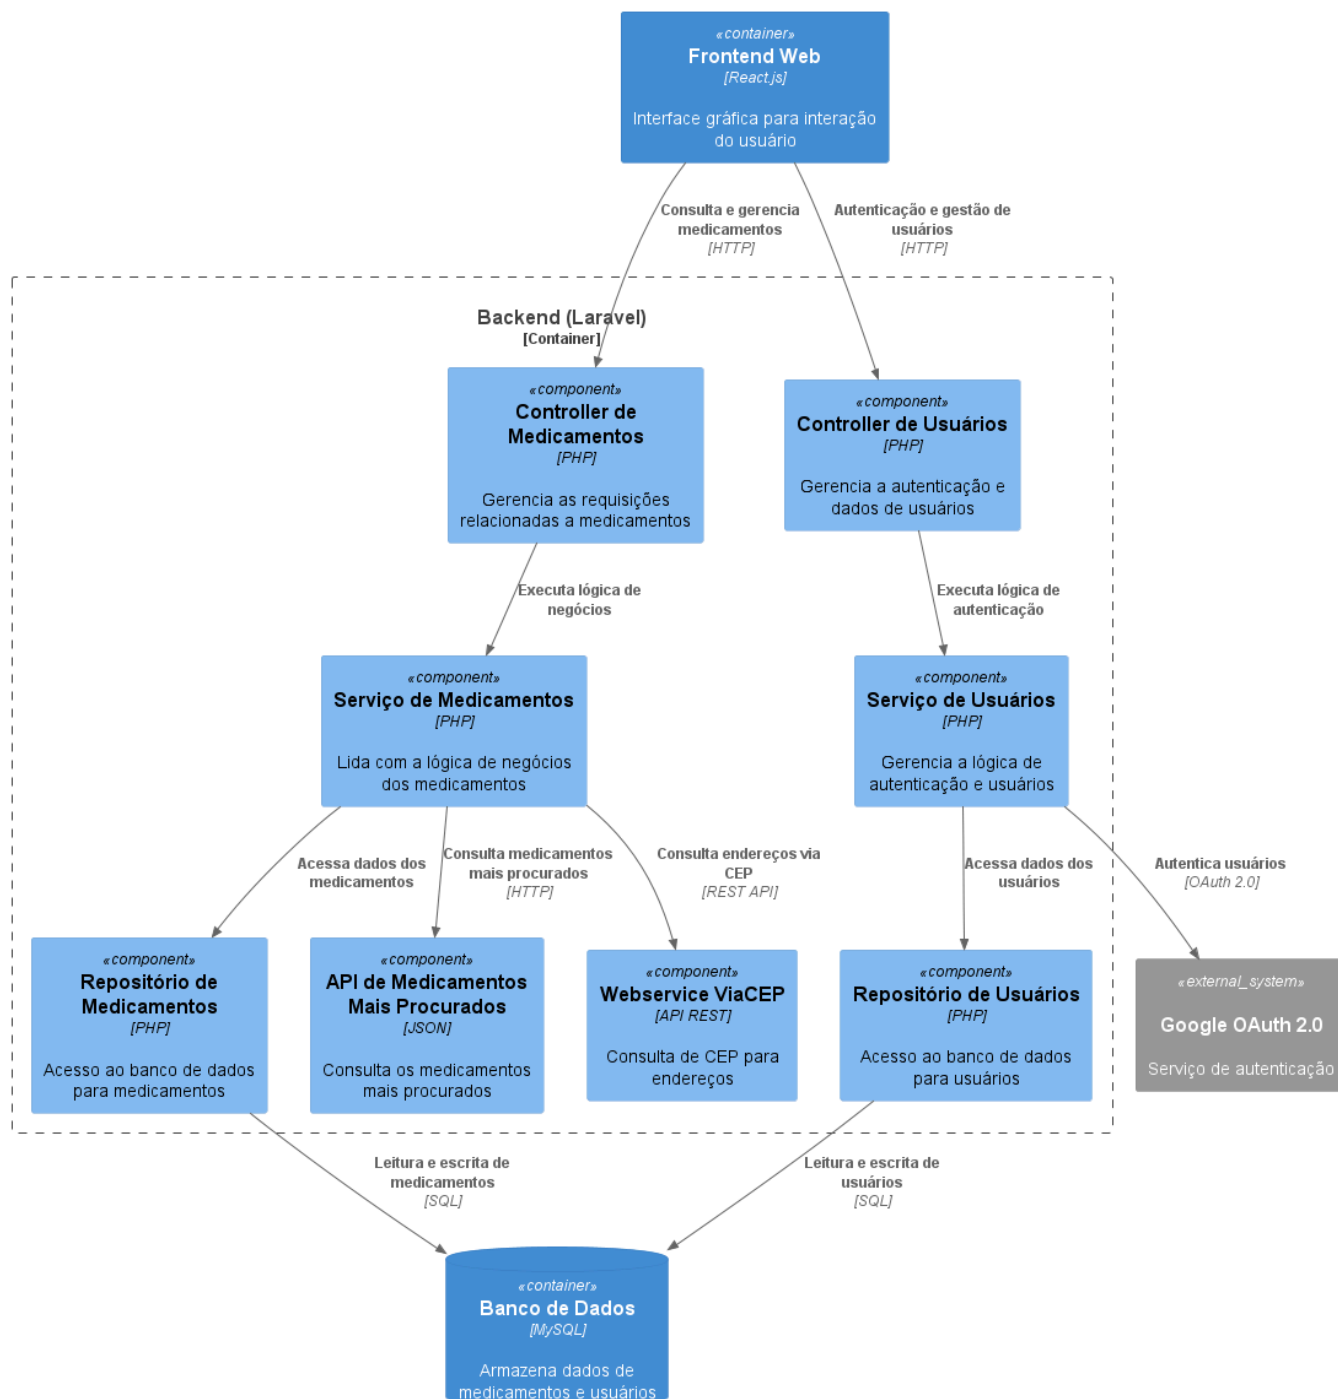 «container»
Frontend Web
[React.js]
Interface gráfica para interação
do usuário
Consulta e gerencia
medicamentos
[HTTP]
Autenticação e gestão de
usuários
[HTTP]
Backend (Laravel)
[Container]
«component»
Controller de
Medicamentos
[PHP]
Gerencia as requisições
relacionadas a medicamentos
«component»
Controller de Usuários
[PHP]
Gerencia a autenticação e
dados de usuários
Executa lógica de
negócios
Executa lógica de
autenticação
«component»
Serviço de Medicamentos
[PHP]
Lida com a lógica de negócios
dos medicamentos
«component»
Serviço de Usuários
[PHP]
Gerencia a lógica de
autenticação e usuários
Acessa dados dos
medicamentos
Consulta medicamentos
mais procurados
[HTTP]
Consulta endereços via
CEP
[REST API]
Acessa dados dos
usuários
Autentica usuários
[OAuth 2.0]
«component»
Repositório de
Medicamentos
[PHP]
Acesso ao banco de dados
para medicamentos
«component»
API de Medicamentos
Mais Procurados
[JSON]
Consulta os medicamentos
mais procurados
«component»
Webservice ViaCEP
[API REST]
Consulta de CEP para
endereços
«component»
Repositório de Usuários
[PHP]
Acesso ao banco de dados
para usuários
«external_system»
Google OAuth 2.0
Serviço de autenticação
Leitura e escrita de
medicamentos
[SQL]
Leitura e escrita de
usuários
[SQL]
«container»
Banco de Dados
[MySQL]
Armazena dados de
medicamentos e usuários